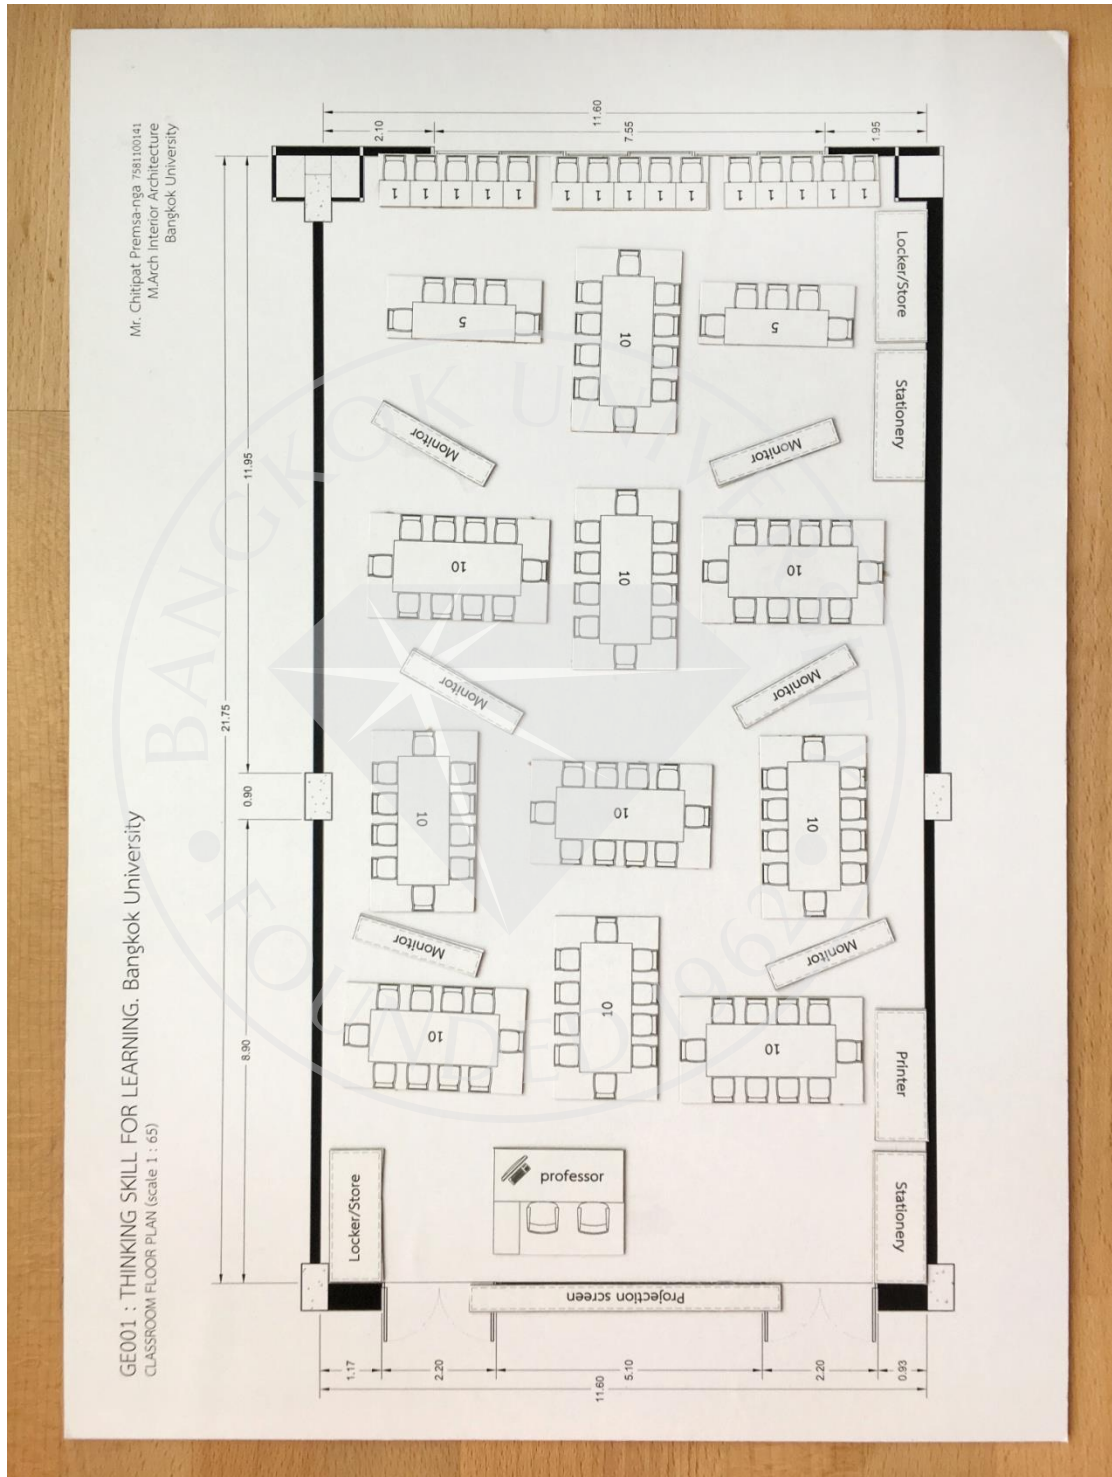 GE001 : THINKING SKILL FOR LEARNING. Bangkok University
CLASSROOM FLOOR PLAN (scale 1 : 65)
Mr. Chitipat Premsa-nga 7581100141
M.Arch Interior Architecture
Bangkok University
11.60
2.10
7.55
1.95
21.75
11.95
0.90
8.90
1 1 1 1 1
1 1 1 1 1
1 1 1 1 1
Locker/Store
5
10
5
Stationery
Monitor
Monitor
10
10
10
Monitor
Monitor
10
10
10
Monitor
Monitor
10
10
10
Printer
Locker/Store
professor
Stationery
Projection screen
1.17
2.20
5.10
2.20
0.93
11.60
BANGKOK UNIVERSITY
FOUNDED 1962